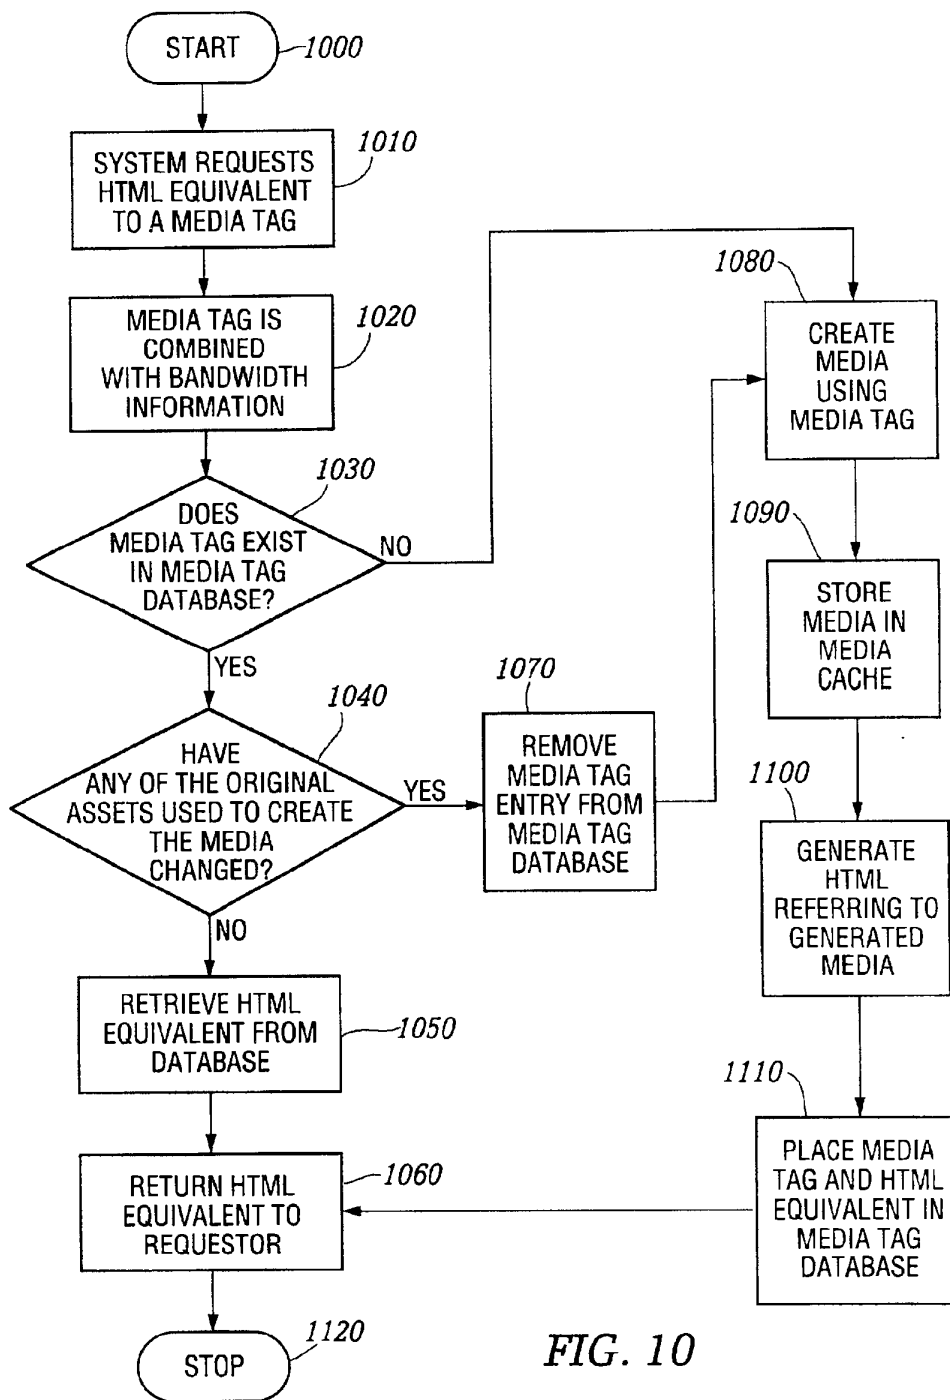 START
1000
SYSTEM REQUESTS
HTML EQUIVALENT
TO A MEDIA TAG
1010
MEDIA TAG IS
COMBINED
WITH BANDWIDTH
INFORMATION
1020
DOES
MEDIA TAG EXIST
IN MEDIA TAG
DATABASE?
1030
NO
YES
HAVE
ANY OF THE ORIGINAL
ASSETS USED TO CREATE
THE MEDIA
CHANGED?
1040
YES
NO
REMOVE
MEDIA TAG
ENTRY FROM
MEDIA TAG
DATABASE
1070
CREATE
MEDIA
USING
MEDIA TAG
1080
STORE
MEDIA IN
MEDIA
CACHE
1090
GENERATE
HTML
REFERRING TO
GENERATED
MEDIA
1100
PLACE MEDIA
TAG AND HTML
EQUIVALENT IN
MEDIA TAG
DATABASE
1110
RETRIEVE HTML
EQUIVALENT FROM
DATABASE
1050
RETURN HTML
EQUIVALENT TO
REQUESTOR
1060
STOP
1120
FIG. 10